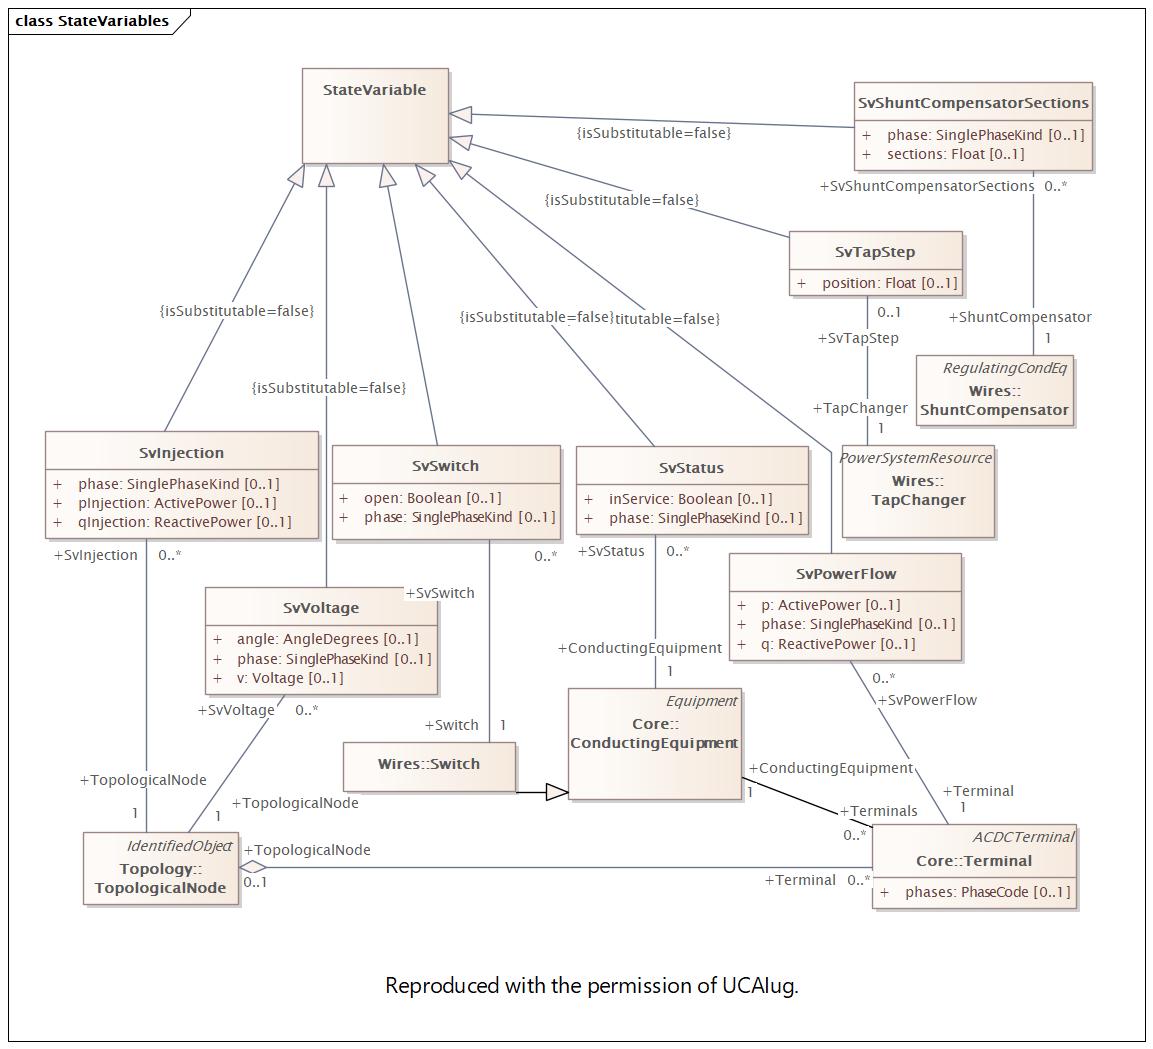 class StateVariables
StateVariable
SvShuntCompensatorSections
+ phase: SinglePhaseKind [0..1]
+ sections: Float [0..1]
{isSubstitutable=false}
+SvShuntCompensatorSections 0..*
{isSubstitutable=false}
SvTapStep
+ position: Float [0..1]
0..1
+SvTapStep
+ShuntCompensator
1
{isSubstitutable=false}
{isSubstitutable=false}
titutable=false}
RegulatingCondEq
Wires::
ShuntCompensator
{isSubstitutable=false}
+TapChanger
1
SvInjection
+ phase: SinglePhaseKind [0..1]
+ pInjection: ActivePower [0..1]
+ qInjection: ReactivePower [0..1]
+SvInjection 0..*
SvSwitch
+ open: Boolean [0..1]
+ phase: SinglePhaseKind [0..1]
0..*
+SvSwitch
SvStatus
+ inService: Boolean [0..1]
+ phase: SinglePhaseKind [0..1]
+SvStatus 0..*
PowerSystemResource
Wires::
TapChanger
SvPowerFlow
+ p: ActivePower [0..1]
+ phase: SinglePhaseKind [0..1]
+ q: ReactivePower [0..1]
0..*
+SvPowerFlow
SvVoltage
+ angle: AngleDegrees [0..1]
+ phase: SinglePhaseKind [0..1]
+ v: Voltage [0..1]
+SvVoltage 0..*
+ConductingEquipment
1
Equipment
Core::
ConductingEquipment
+Switch 1
Wires::Switch
+ConductingEquipment
1
+TopologicalNode
1
+TopologicalNode
1
+Terminal
1
+Terminals
0..*
IdentifiedObject
Topology::
TopologicalNode
+TopologicalNode
0..1
+Terminal 0..*
ACDCTerminal
Core::Terminal
+ phases: PhaseCode [0..1]
Reproduced with the permission of UCAIug.